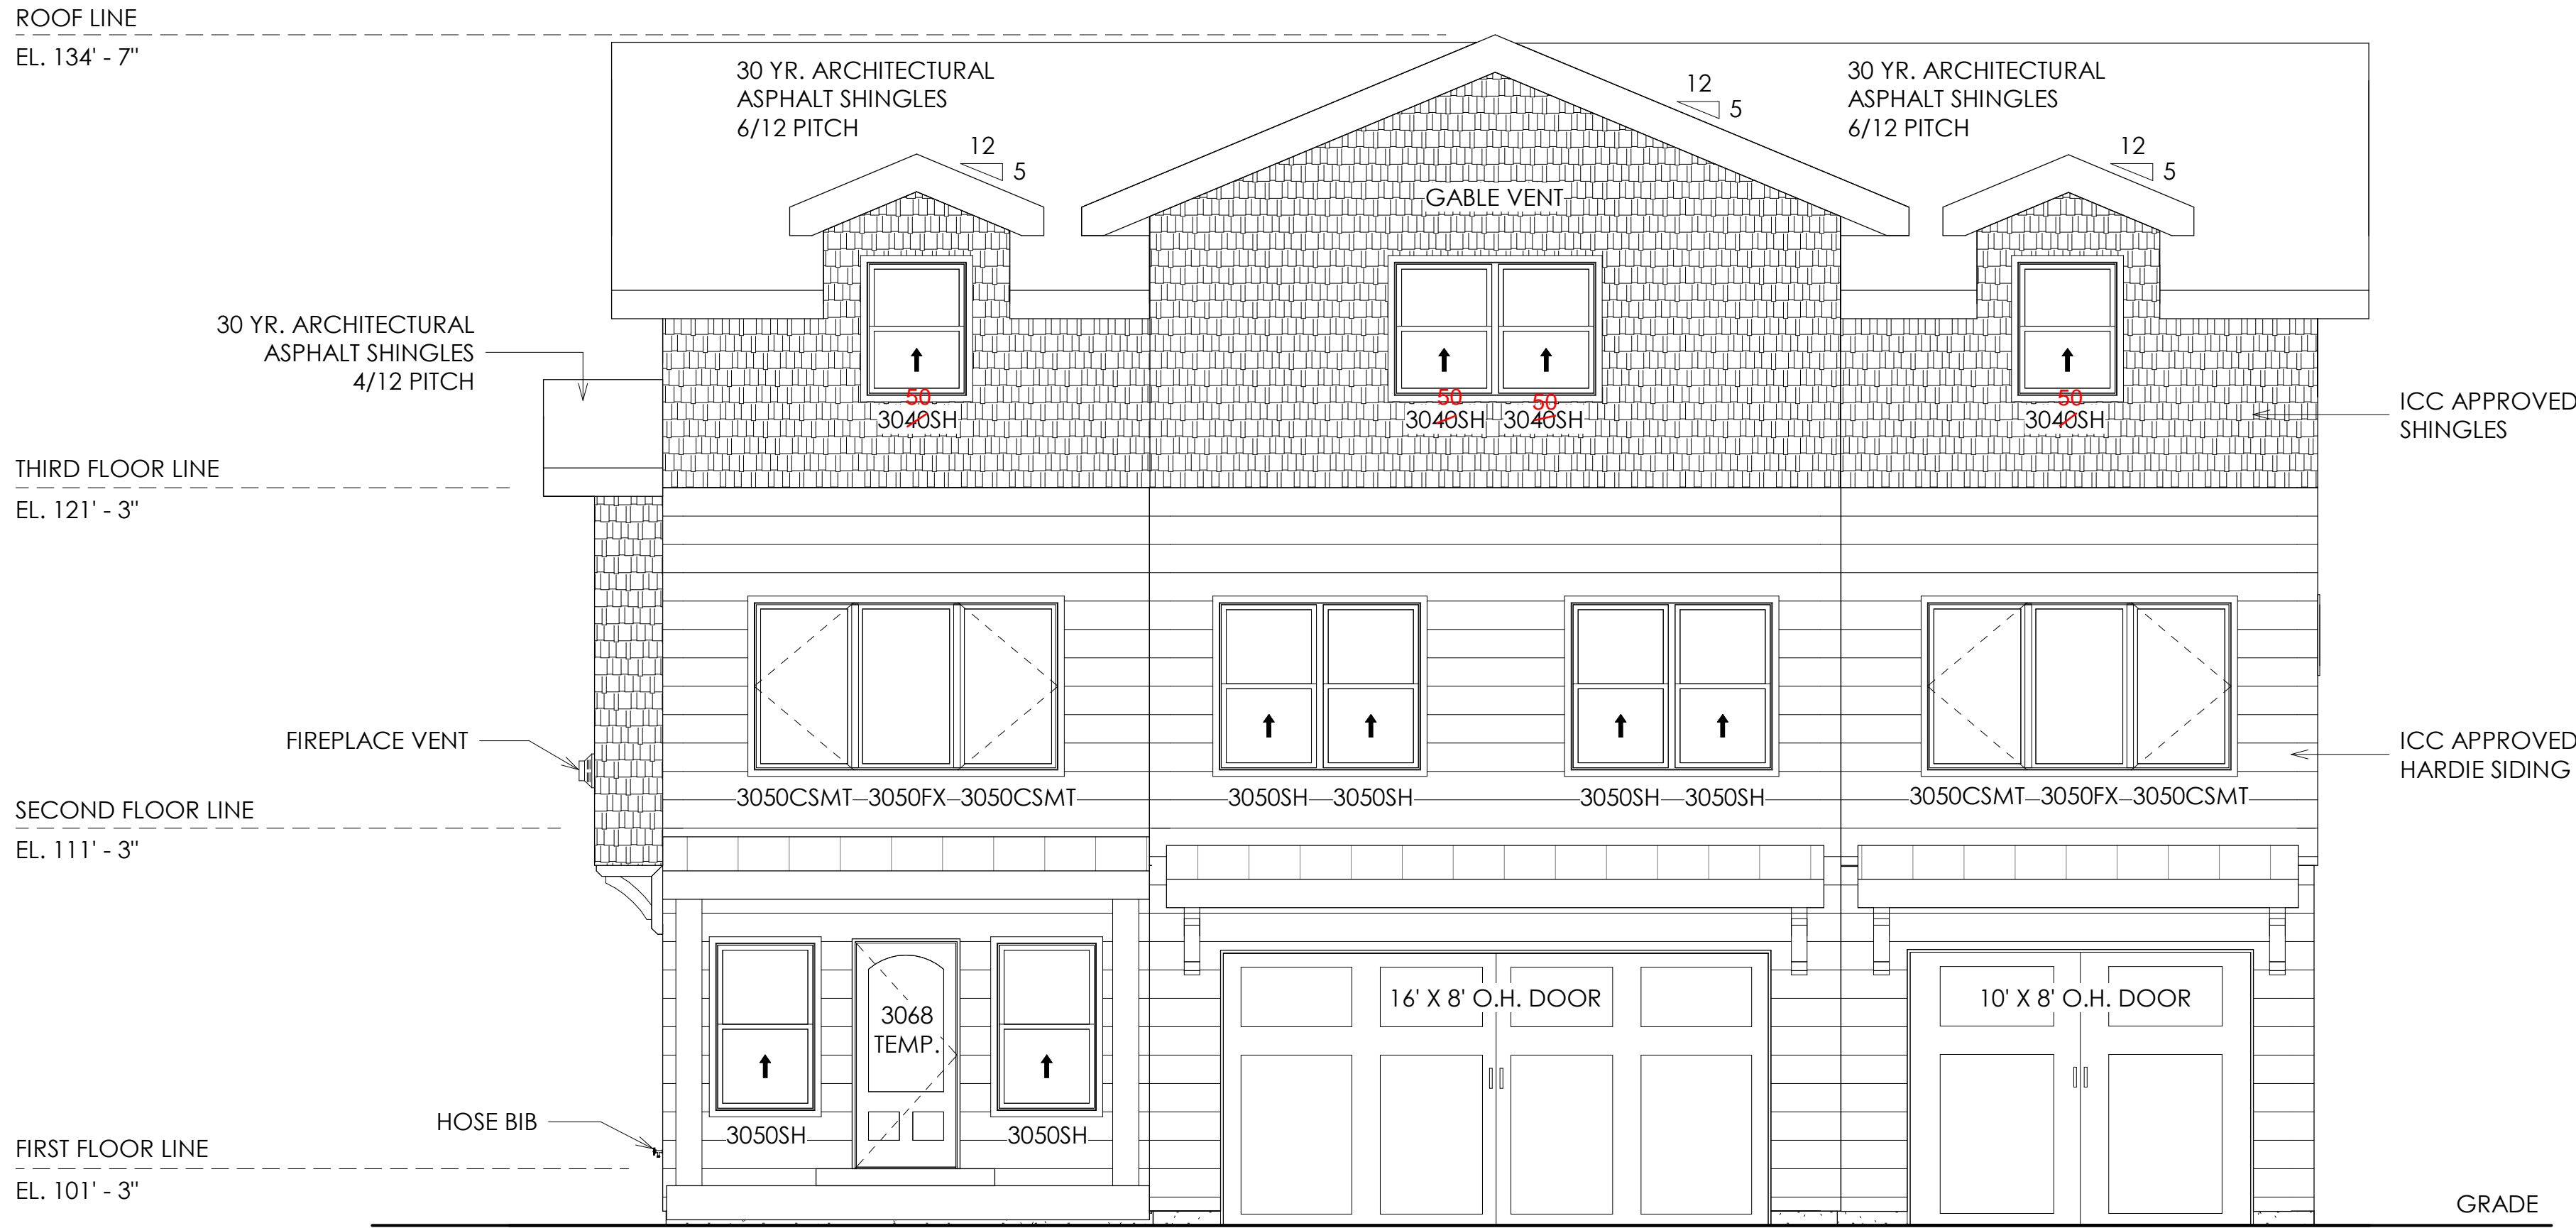 ROOF LINE
EL. 134' - 7"
30 YR. ARCHITECTURAL
ASPHALT SHINGLES
6/12 PITCH
12
5
12
5
30 YR. ARCHITECTURAL
ASPHALT SHINGLES
6/12 PITCH
12
5
GABLE VENT
30 YR. ARCHITECTURAL
ASPHALT SHINGLES
4/12 PITCH
50
3040SH
50
3040SH
50
3040SH
50
3040SH
ICC APPROVED
SHINGLES
THIRD FLOOR LINE
EL. 121' - 3"
FIREPLACE VENT
ICC APPROVED
HARDIE SIDING
3050CSMT 3050FX 3050CSMT
3050SH 3050SH
3050SH 3050SH
3050CSMT 3050FX 3050CSMT
SECOND FLOOR LINE
EL. 111' - 3"
3068
TEMP.
16' X 8' O.H. DOOR
10' X 8' O.H. DOOR
HOSE BIB
3050SH
3050SH
FIRST FLOOR LINE
EL. 101' - 3"
GRADE